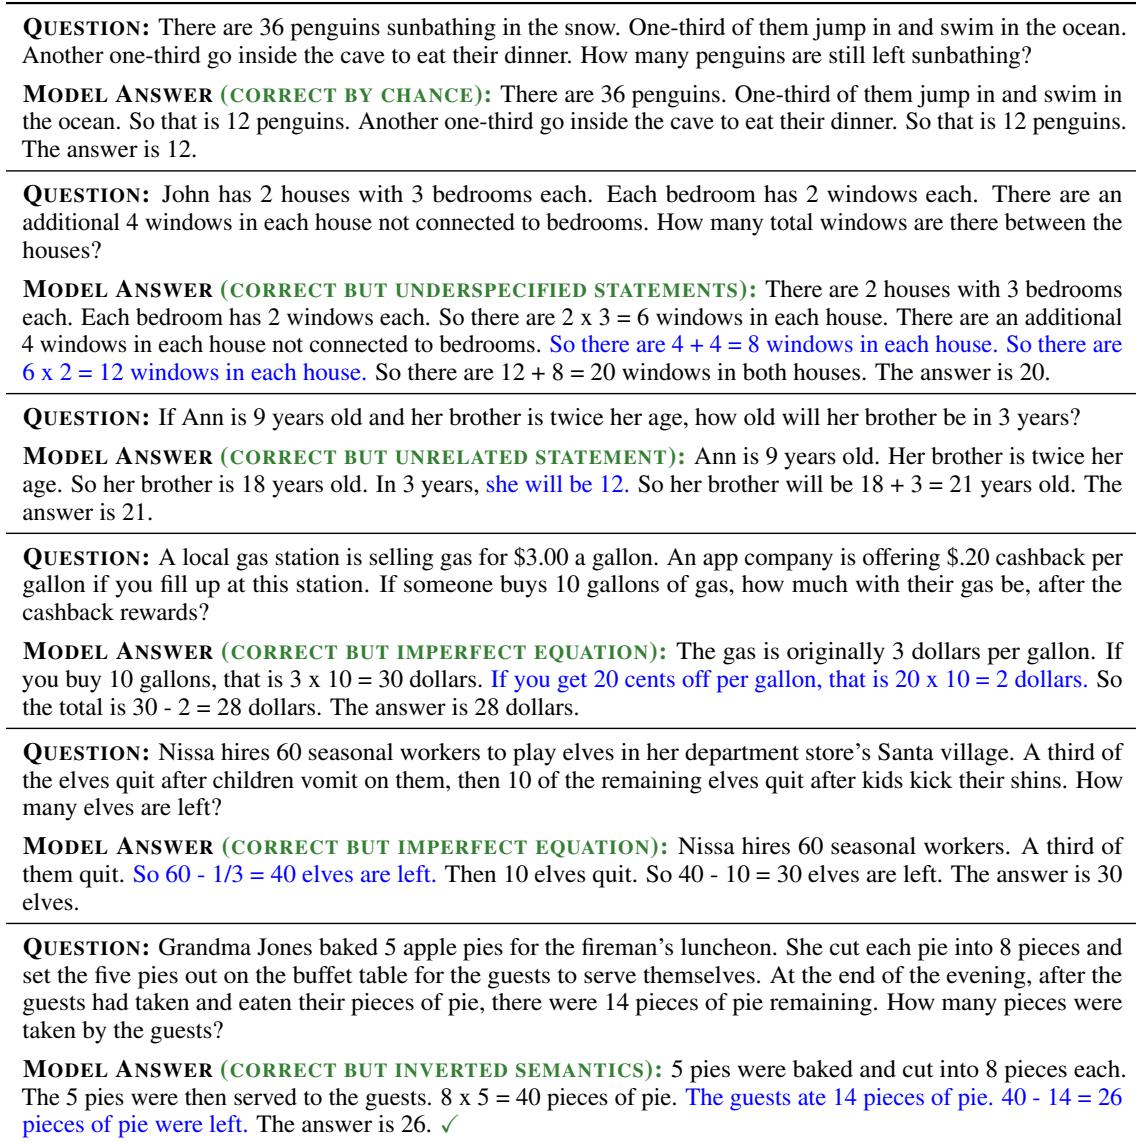 QUESTION: There are 36 penguins sunbathing in the snow. One-third of them jump in and swim in the ocean.
Another one-third go inside the cave to eat their dinner. How many penguins are still left sunbathing?
MODEL ANSWER (CORRECT BY CHANCE): There are 36 penguins. One-third of them jump in and swim in
the ocean. So that is 12 penguins. Another one-third go inside the cave to eat their dinner. So that is 12 penguins.
The answer is 12.
QUESTION: John has 2 houses with 3 bedrooms each. Each bedroom has 2 windows each. There are an
additional 4 windows in each house not connected to bedrooms. How many total windows are there between the
houses?
MODEL ANSWER (CORRECT BUT UNDERSPECIFIED STATEMENTS): There are 2 houses with 3 bedrooms
each. Each bedroom has 2 windows each. So there are 2 x 3 = 6 windows in each house. There are an additional
4 windows in each house not connected to bedrooms. So there are 4 + 4 = 8 windows in each house. So there are
6 x 2 = 12 windows in each house. So there are 12 + 8 = 20 windows in both houses. The answer is 20.
QUESTION: If Ann is 9 years old and her brother is twice her age, how old will her brother be in 3 years?
MODEL ANSWER (CORRECT BUT UNRELATED STATEMENT): Ann is 9 years old. Her brother is twice her
age. So her brother is 18 years old. In 3 years, she will be 12. So her brother will be 18 + 3 = 21 years old. The
answer is 21.
QUESTION: A local gas station is selling gas for $3.00 a gallon. An app company is offering $.20 cashback per
gallon if you fill up at this station. If someone buys 10 gallons of gas, how much with their gas be, after the
cashback rewards?
MODEL ANSWER (CORRECT BUT IMPERFECT EQUATION): The gas is originally 3 dollars per gallon. If
you buy 10 gallons, that is 3 x 10 = 30 dollars. If you get 20 cents off per gallon, that is 20 x 10 = 2 dollars. So
the total is 30 - 2 = 28 dollars. The answer is 28 dollars.
QUESTION: Nissa hires 60 seasonal workers to play elves in her department store's Santa village. A third of
the elves quit after children vomit on them, then 10 of the remaining elves quit after kids kick their shins. How
many elves are left?
MODEL ANSWER (CORRECT BUT IMPERFECT EQUATION): Nissa hires 60 seasonal workers. A third of
them quit. So 60 - 1/3 = 40 elves are left. Then 10 elves quit. So 40 - 10 = 30 elves are left. The answer is 30
elves.
QUESTION: Grandma Jones baked 5 apple pies for the fireman's luncheon. She cut each pie into 8 pieces and
set the five pies out on the buffet table for the guests to serve themselves. At the end of the evening, after the
guests had taken and eaten their pieces of pie, there were 14 pieces of pie remaining. How many pieces were
taken by the guests?
MODEL ANSWER (CORRECT BUT INVERTED SEMANTICS): 5 pies were baked and cut into 8 pieces each.
The 5 pies were then served to the guests. 8 x 5 = 40 pieces of pie. The guests ate 14 pieces of pie. 40 - 14 = 26
pieces of pie were left. The answer is 26. ✓